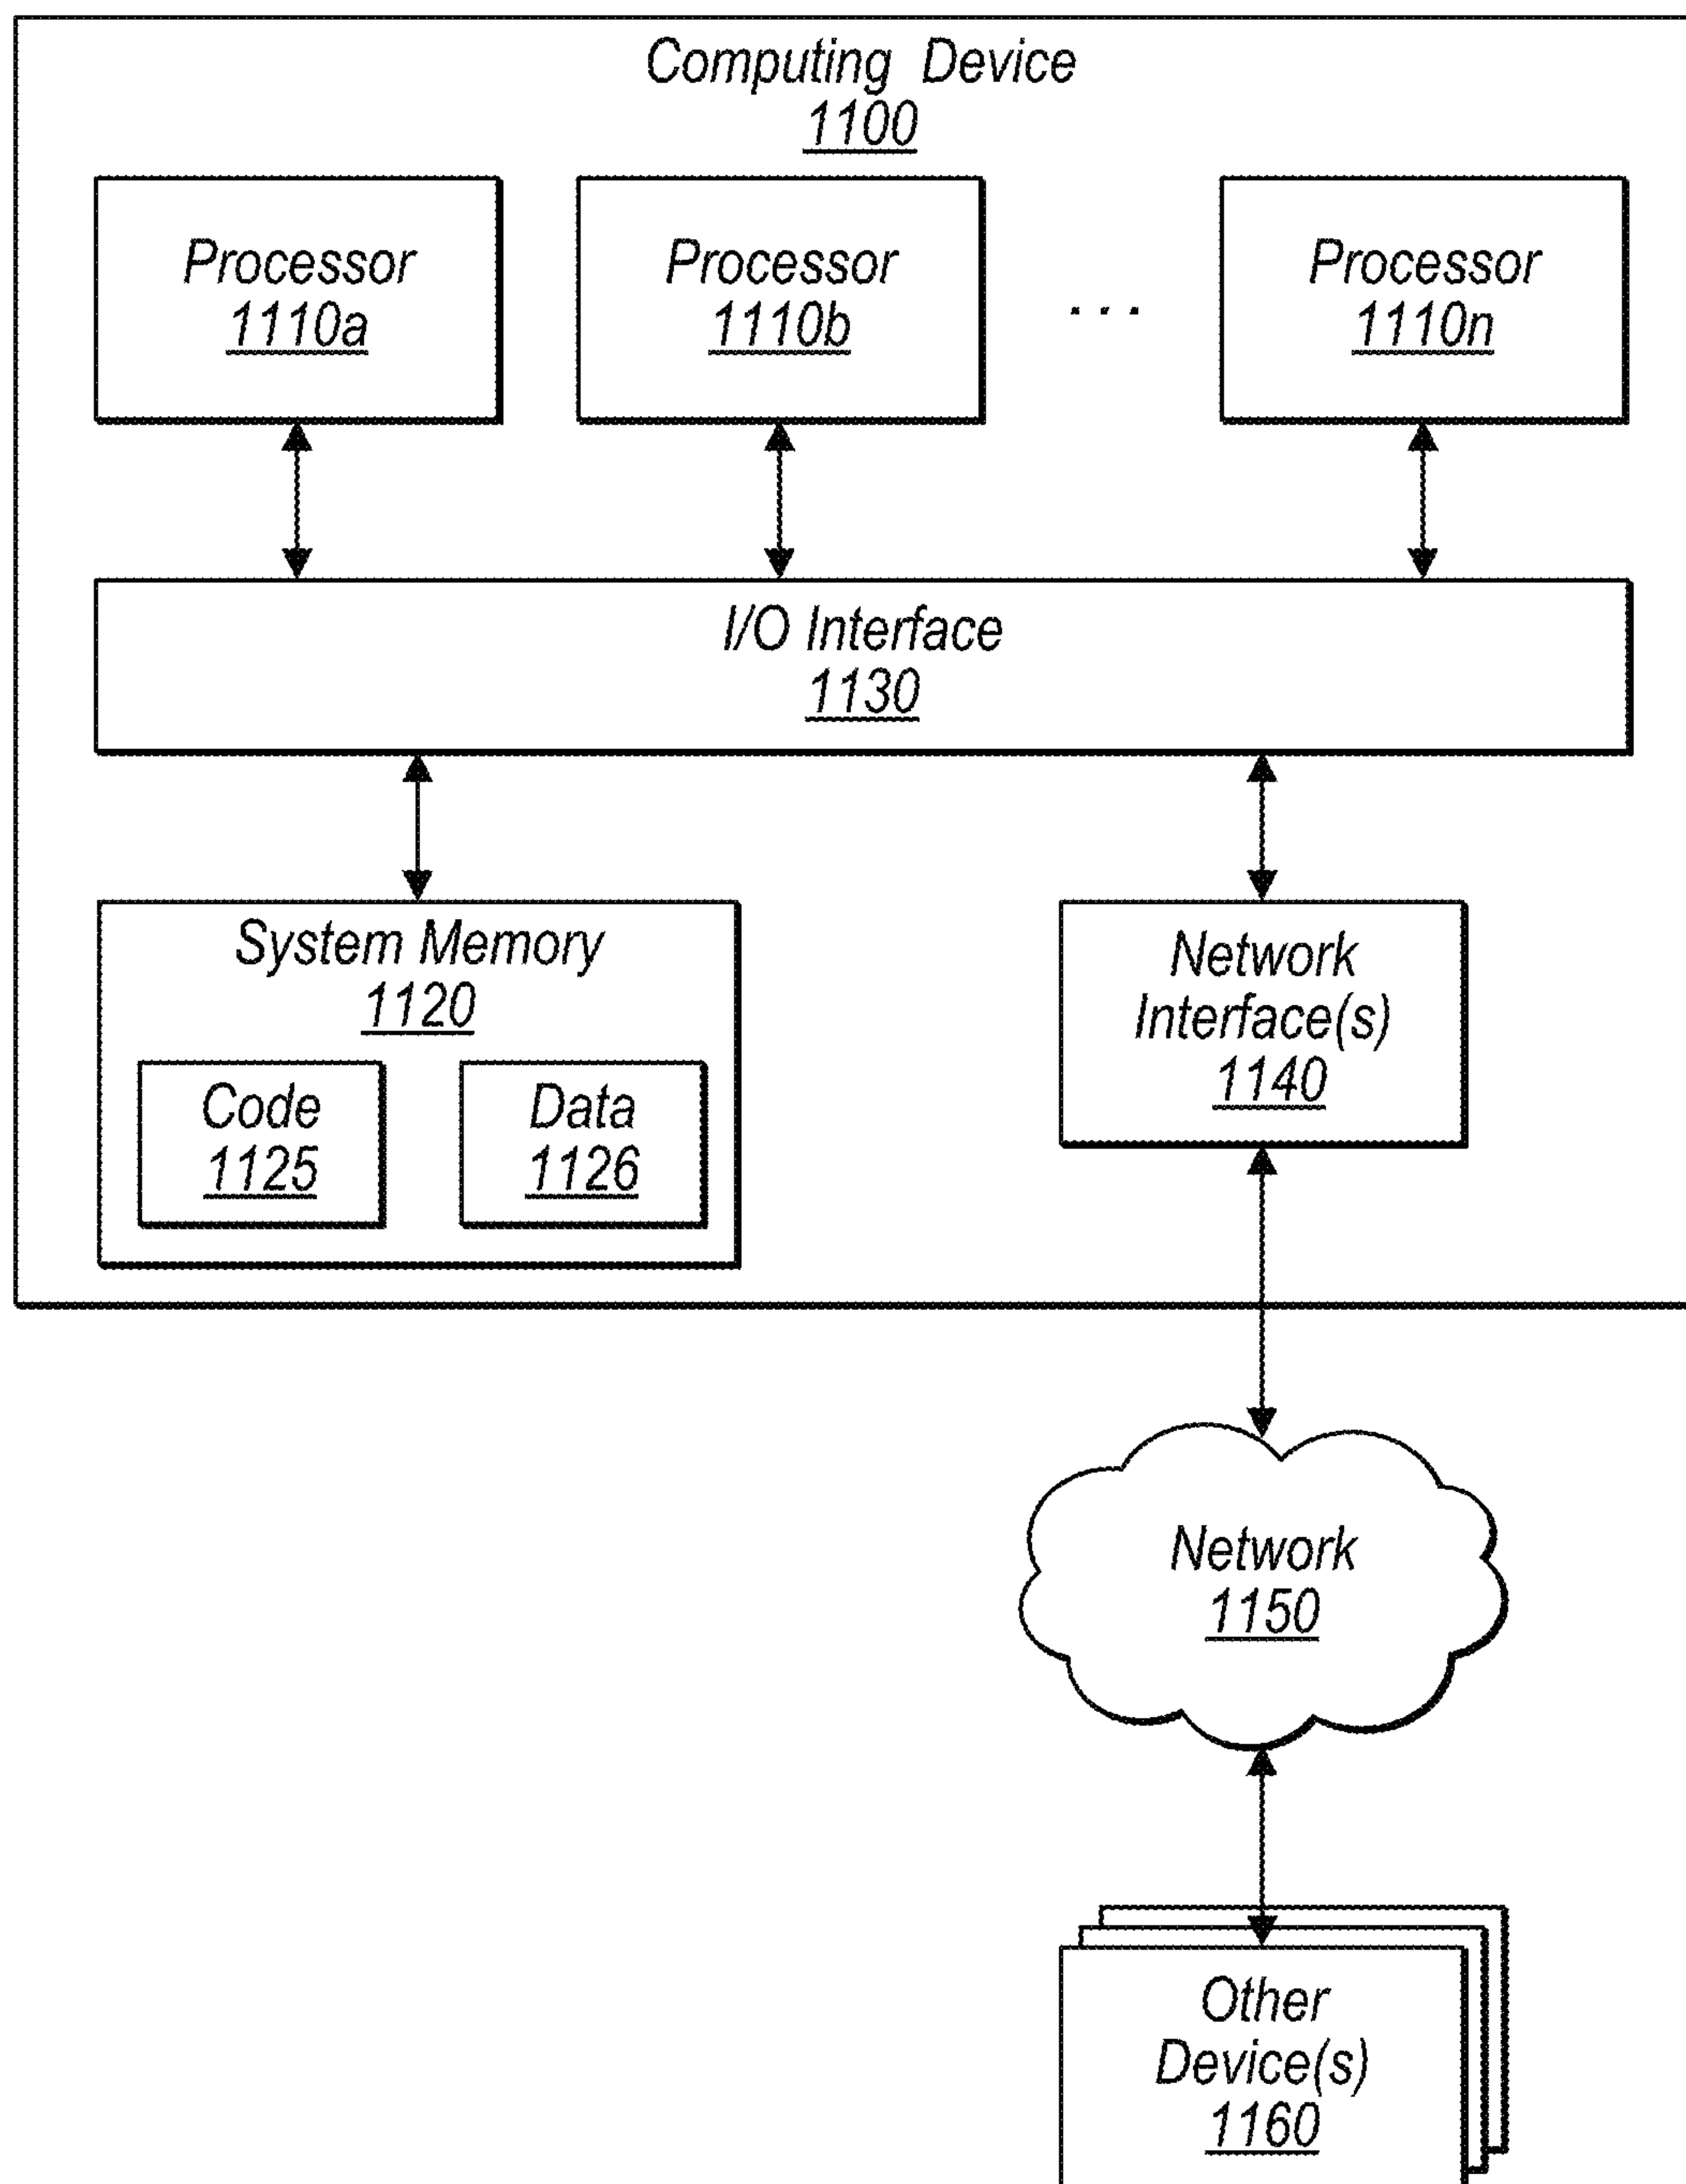 Computing Device
1100
Processor
1110a
Processor
1110b
. . .
Processor
1110n
I/O Interface
1130
System Memory
1120
Code
1125
Data
1126
Network
Interface(s)
1140
Network
1150
Other
Device(s)
1160